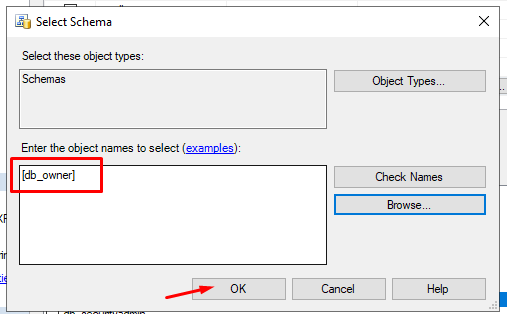 Select Schema
Select these object types:
Schemas
Object Types...
Enter the object names to select (examples):
[db_owner]
Check Names
Browse...
OK
Cancel
Help